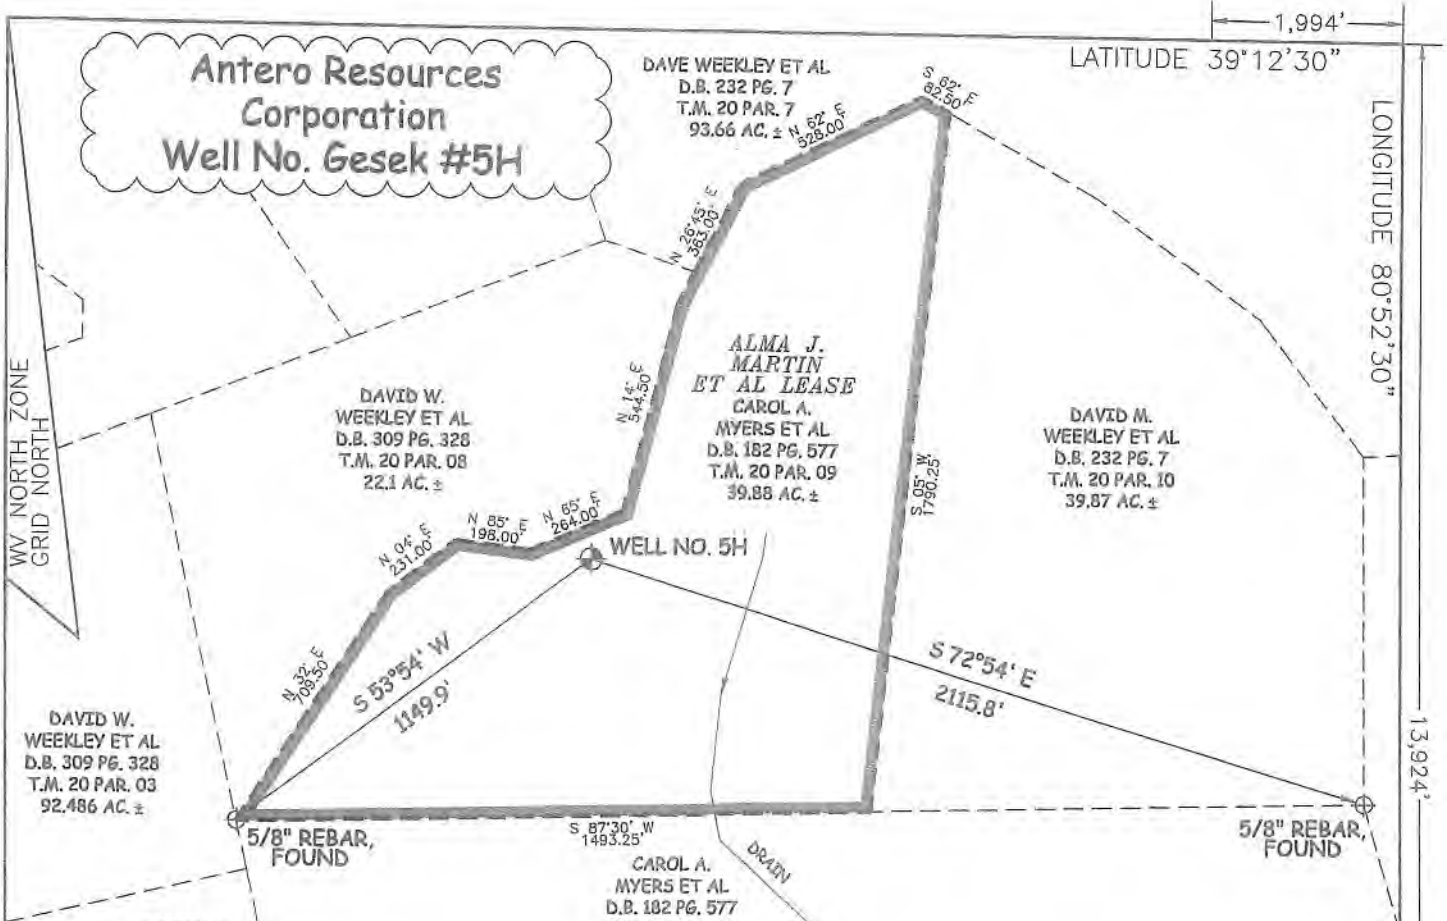 1,994'
LATITUDE 39°12'30"
Antero Resources
Corporation
Well No. Gesek #5H
DAVE WEEKLEY ET AL
D.B. 232 PG. 7
T.M. 20 PAR. 7
93.66 AC. ±
S 62° E
82.50'
N 62° E
528.00'
N 26°45' E
363.00'
LONGITUDE 80°52'30"
WV NORTH ZONE
GRID NORTH
DAVID W.
WEEKLEY ET AL
D.B. 309 PG. 328
T.M. 20 PAR. 08
22.1 AC. ±
N 14° E
544.50'
ALMA J.
MARTIN
ET AL LEASE
CAROL A.
MYERS ET AL
D.B. 182 PG. 577
T.M. 20 PAR. 09
39.88 AC. ±
S 05° W
1790.25'
DAVID M.
WEEKLEY ET AL
D.B. 232 PG. 7
T.M. 20 PAR. 10
39.87 AC. ±
N 04° E
231.00'
N 85° E
198.00'
N 65° E
264.00'
WELL NO. 5H
N 32° E
709.50'
S 53°54' W
1149.9'
S 72°54' E
2115.8'
13,924'
DAVID W.
WEEKLEY ET AL
D.B. 309 PG. 328
T.M. 20 PAR. 03
92.486 AC. ±
5/8" REBAR,
FOUND
S 87°30' W
1493.25'
DRAIN
5/8" REBAR,
FOUND
CAROL A.
MYERS ET AL
D.B. 182 PG. 577